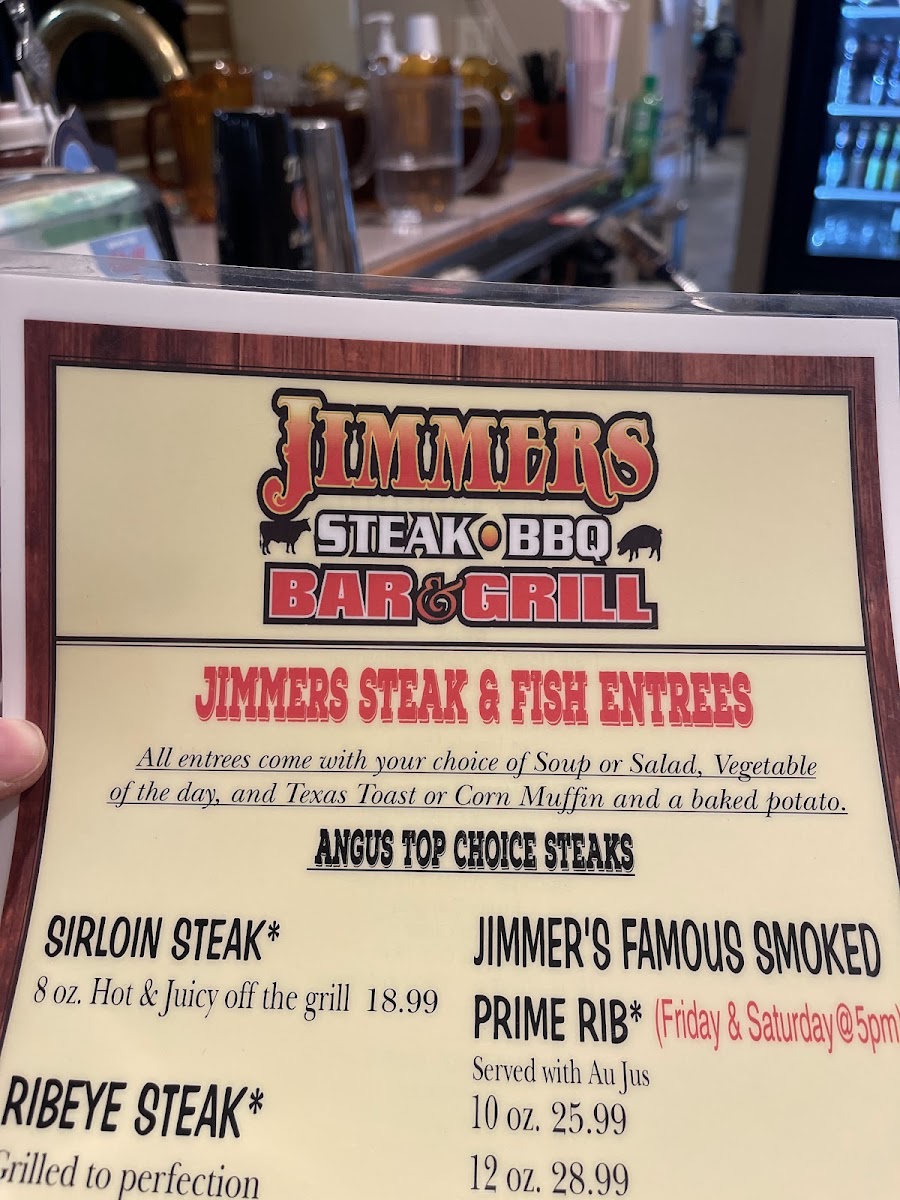 JIMMERS
STEAK BBQ
BAR & GRILL
JIMMERS STEAK & FISH ENTREES
All entrees come with your choice of Soup or Salad, Vegetable
of the day, and Texas Toast or Corn Muffin and a baked potato.
ANGUS TOP CHOICE STEAKS
SIRLOIN STEAK*
8 oz. Hot & Juicy off the grill 18.99
RIBEYE STEAK*
Grilled to perfection
JIMMER'S FAMOUS SMOKED
PRIME RIB* (Friday & Saturday@5pm)
Served with Au Jus
10 oz. 25.99
12 oz. 28.99